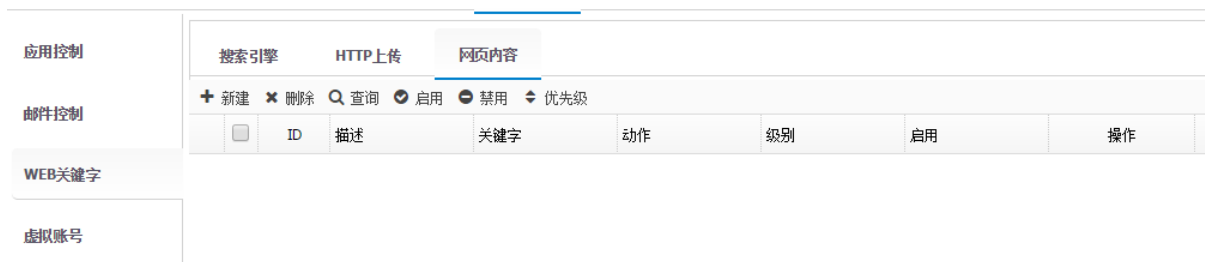 应用控制
邮件控制
WEB关键字
虚拟账号
搜索引擎 HTTP上传 网页内容
新建 删除 查询 启用 禁用 优先级
ID 描述 关键字 动作 级别 启用 操作